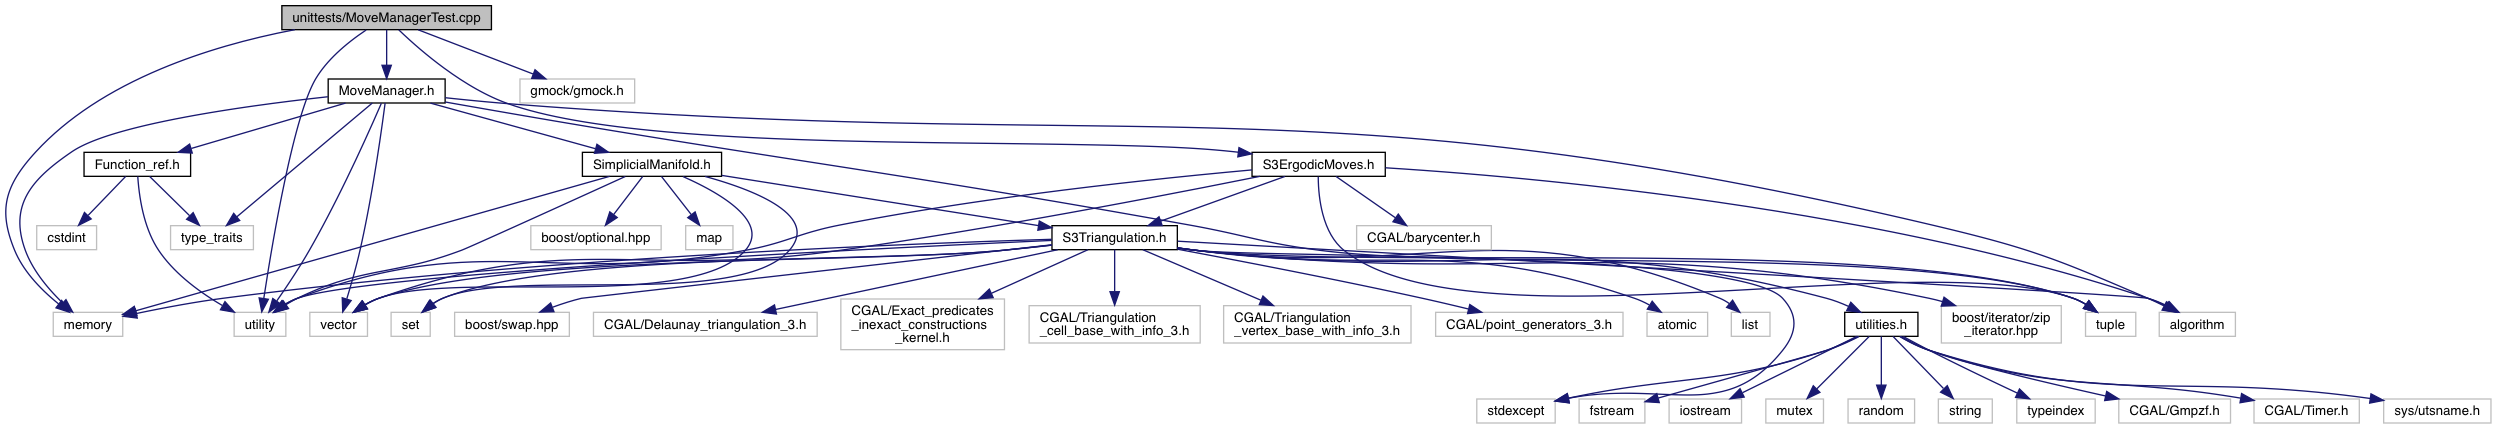 unittests/MoveManagerTest.cpp
MoveManager.h
gmock/gmock.h
Function_ref.h
SimplicialManifold.h
S3ErgodicMoves.h
cstdint
type_traits
boost/optional.hpp
map
S3Triangulation.h
CGAL/barycenter.h
memory
utility
vector
set
boost/swap.hpp
CGAL/Delaunay_triangulation_3.h
CGAL/Exact_predicates
_inexact_constructions
_kernel.h
CGAL/Triangulation
_cell_base_with_info_3.h
CGAL/Triangulation
_vertex_base_with_info_3.h
CGAL/point_generators_3.h
atomic
list
utilities.h
boost/iterator/zip
_iterator.hpp
tuple
algorithm
stdexcept
fstream
iostream
mutex
random
string
typeindex
CGAL/Gmpzf.h
CGAL/Timer.h
sys/utsname.h